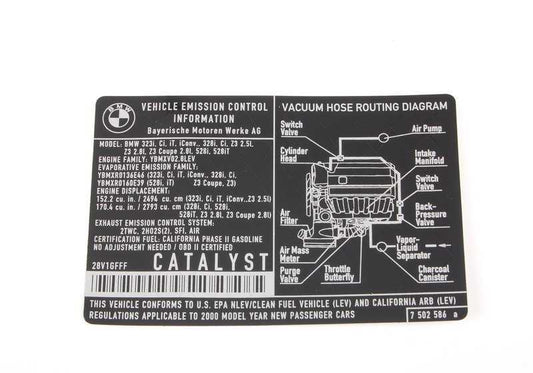 BMW
VEHICLE EMISSION CONTROL
INFORMATION
Bayerische Motoren Werke AG
MODEL: BMW 323i, Ci, iT, iConv., 328i, Ci, Z3 2.5l,
Z3 2.8l, Z3 Coupe 2.8l, 528i, 528iT
ENGINE FAMILY: YBMXV02.8LEV
EVAPORATIVE EMISSION FAMILY:
YBMXR0136E46 (323i, Ci, iT, iConv., 328i, Ci,
YBMXR0160E39 (528i, iT) Z3 Coupe, Z3)
ENGINE DISPLACEMENT:
152.2 cu. in / 2494 cu. cm (323i, Ci, iT, iConv.,Z3 2.5l)
170.4 cu. in / 2793 cu. cm (328i, Ci, 528i,
528iT, Z3 2.8l, Z3 Coupe 2.8l)
EXHAUST EMISSION CONTROL SYSTEM:
2TWC, 2HO2S(2), SFI, AIR
CERTIFICATION FUEL: CALIFORNIA PHASE II GASOLINE
NO ADJUSTMENT NEEDED / OBD II CERTIFIED
28V1GFFF CATALYST
VACUUM HOSE ROUTING DIAGRAM
Switch
Valve
Air Pump
Cylinder
Head
Intake
Manifold
Switch
Valve
Air
Filter
Back-
Pressure
Valve
Air Mass
Meter
Vapor-
Liquid
Separator
Purge
Valve
Throttle
Butterfly
Charcoal
Canister
THIS VEHICLE CONFORMS TO U.S. EPA NLEV/CLEAN FUEL VEHICLE (LEV) AND CALIFORNIA ARB (LEV)
REGULATIONS APPLICABLE TO 2000 MODEL YEAR NEW PASSENGER CARS
7 502 586 a